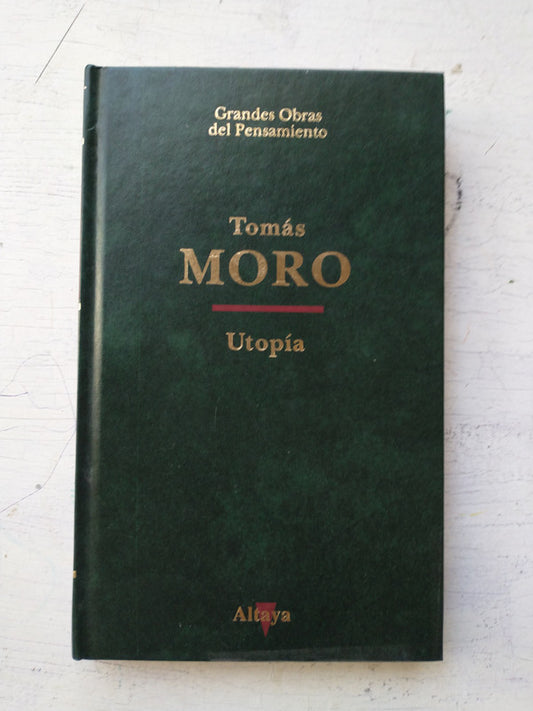 Grandes Obras
del Pensamiento
Tomás
MORO
Utopía
Altaya